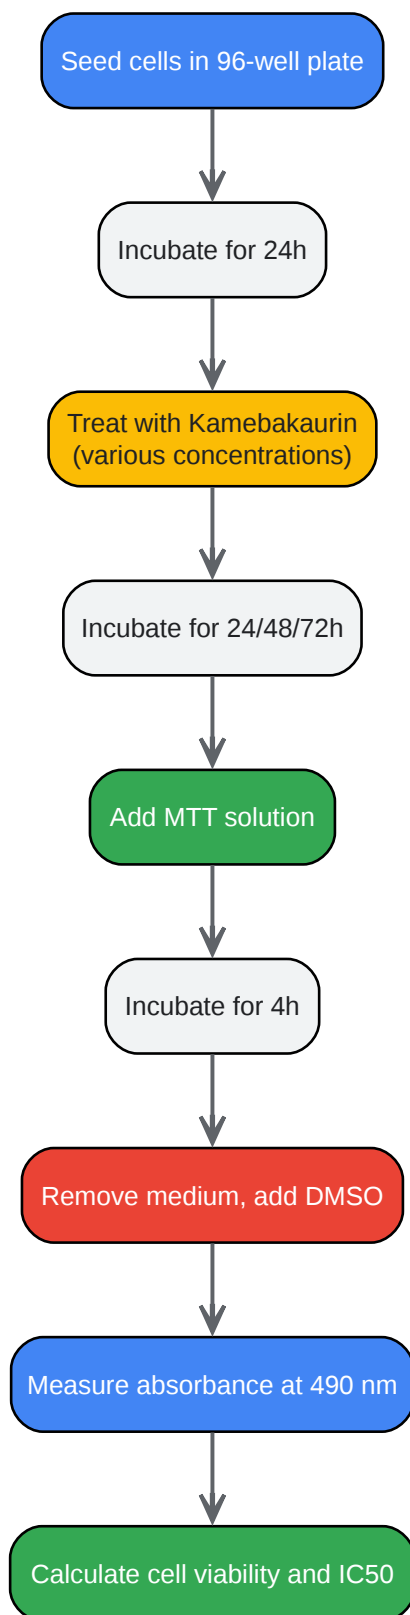 Seed cells in 96-well plate
Incubate for 24h
Treat with Kamebakaurin
(various concentrations)
Incubate for 24/48/72h
Add MTT solution
Incubate for 4h
Remove medium, add DMSO
Measure absorbance at 490 nm
Calculate cell viability and IC50